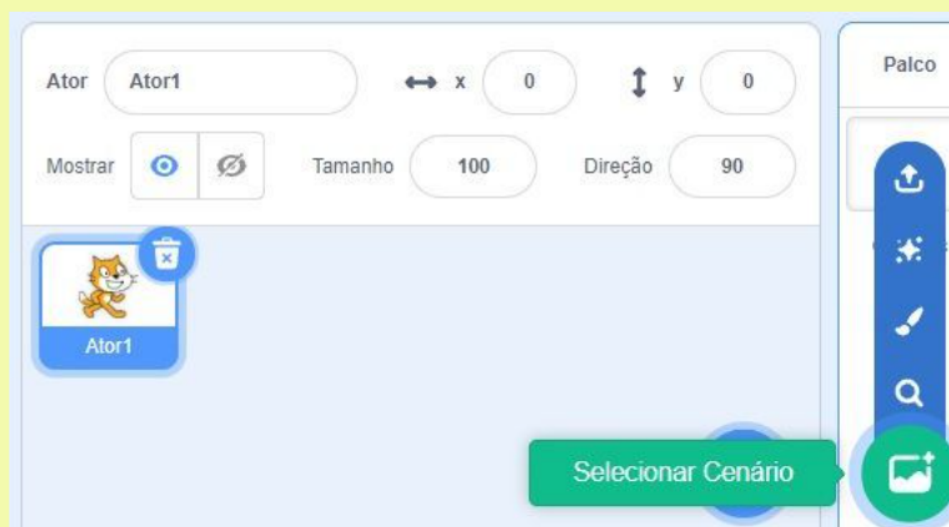 Ator Ator1 x 0 y 0
Palco
Mostrar Tamanho 100 Direção 90
Ator1
Selecionar Cenário